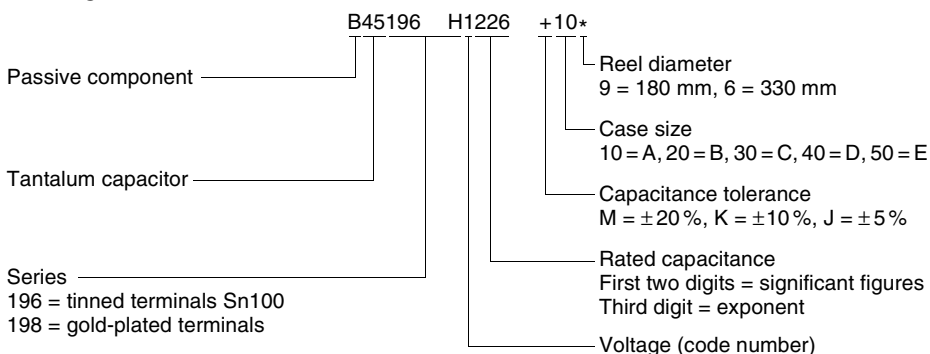 B45196 H1226 +10*
Passive component
Reel diameter
9 = 180 mm, 6 = 330 mm
Case size
10 = A, 20 = B, 30 = C, 40 = D, 50 = E
Tantalum capacitor
Capacitance tolerance
M = ±20 %, K = ±10 %, J = ±5 %
Series
196 = tinned terminals Sn100
198 = gold-plated terminals
Rated capacitance
First two digits = significant figures
Third digit = exponent
Voltage (code number)